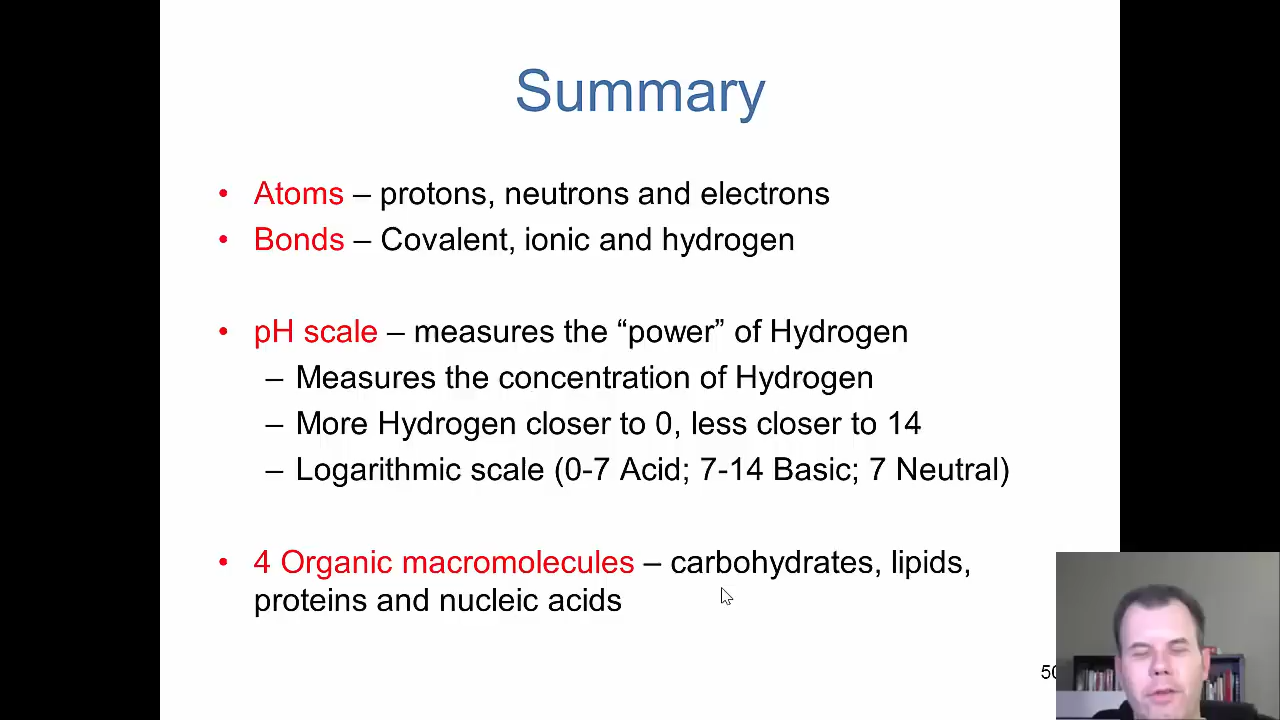 Summary
• Atoms – protons, neutrons and electrons
• Bonds – Covalent, ionic and hydrogen
• pH scale – measures the “power” of Hydrogen
– Measures the concentration of Hydrogen
– More Hydrogen closer to 0, less closer to 14
– Logarithmic scale (0-7 Acid; 7-14 Basic; 7 Neutral)
• 4 Organic macromolecules – carbohydrates, lipids,
proteins and nucleic acids
50